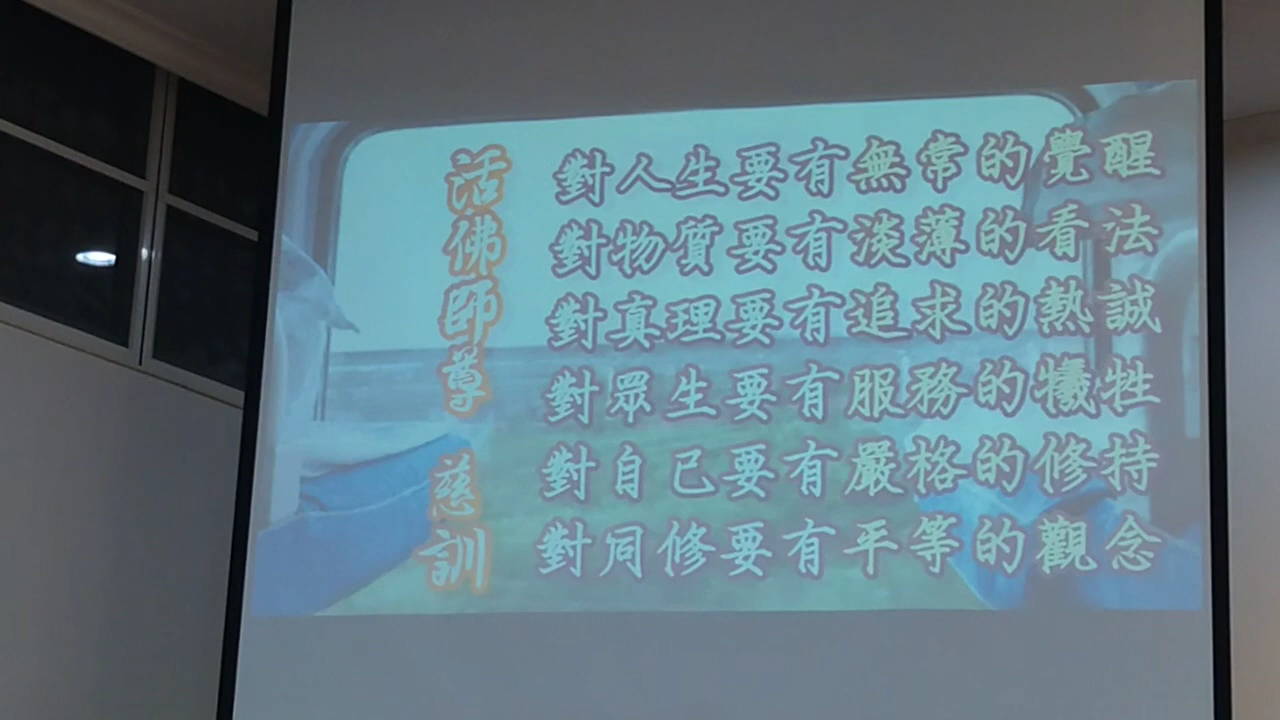 活佛師尊 慈訓
對人生要有無常的覺醒
對物質要有淡薄的看法
對真理要有追求的熱誠
對眾生要有服務的犧牲
對自己要有嚴格的修持
對同修要有平等的觀念